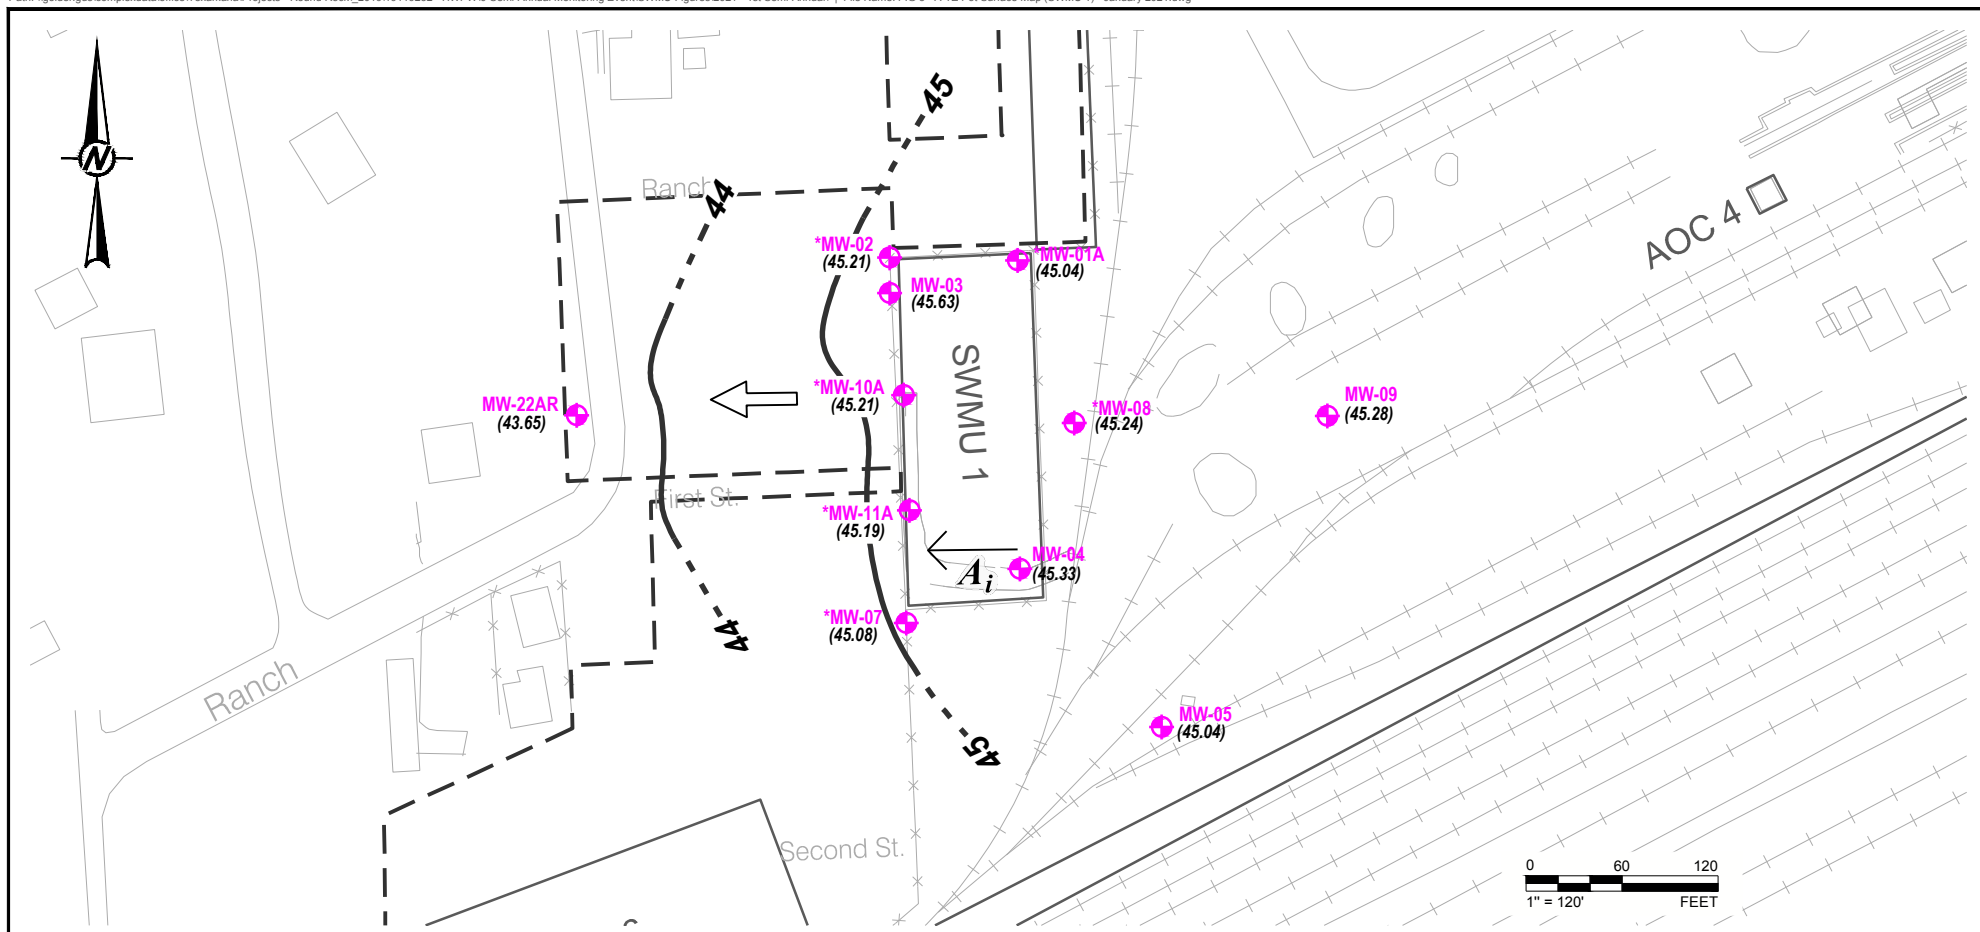 N
45
Ranch
44
*MW-02
(45.21)
*MW-01A
(45.04)
MW-03
(45.63)
AOC 4
SWMU 1
*MW-10A
(45.21)
MW-22AR
(43.65)
*MW-08
(45.24)
MW-09
(45.28)
First St.
*MW-11A
(45.19)
MW-04
(45.33)
Ai
*MW-07
(45.08)
44
Ranch
MW-05
(45.04)
45
Second St.
0 60 120
1" = 120' FEET